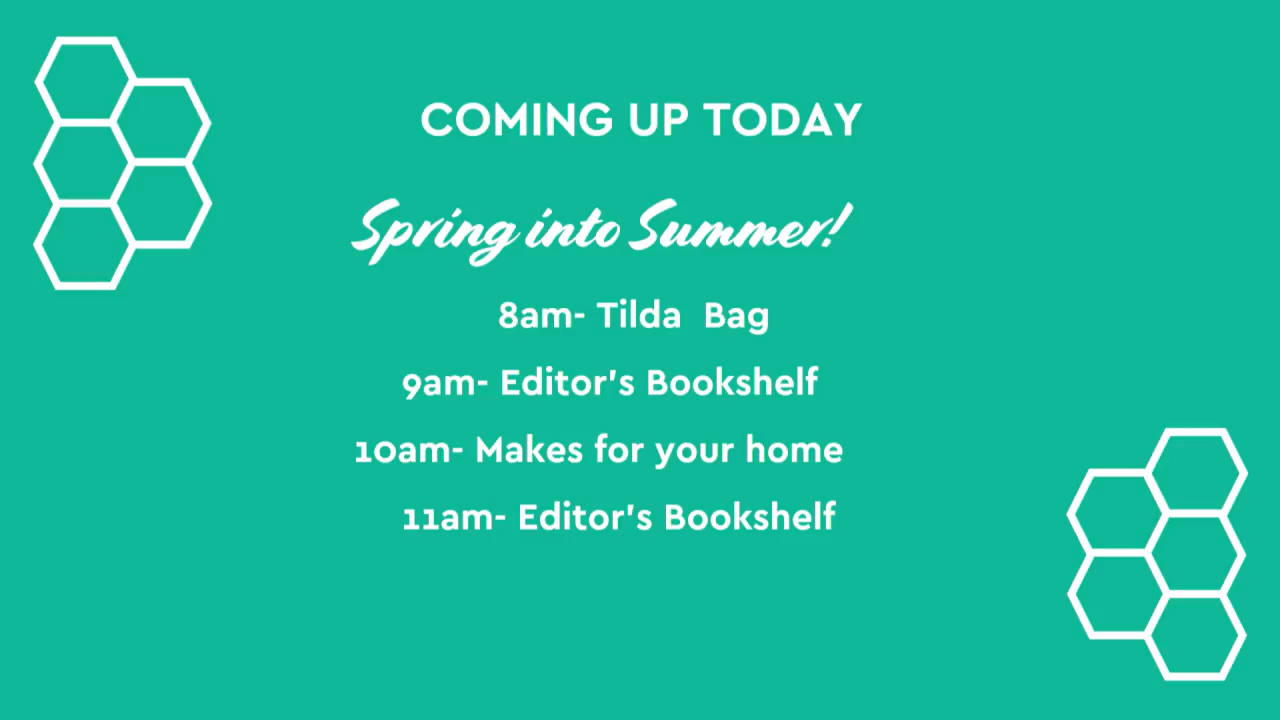 COMING UP TODAY
Spring into Summer!
8am- Tilda  Bag
9am- Editor's Bookshelf
10am- Makes for your home
11am- Editor's Bookshelf